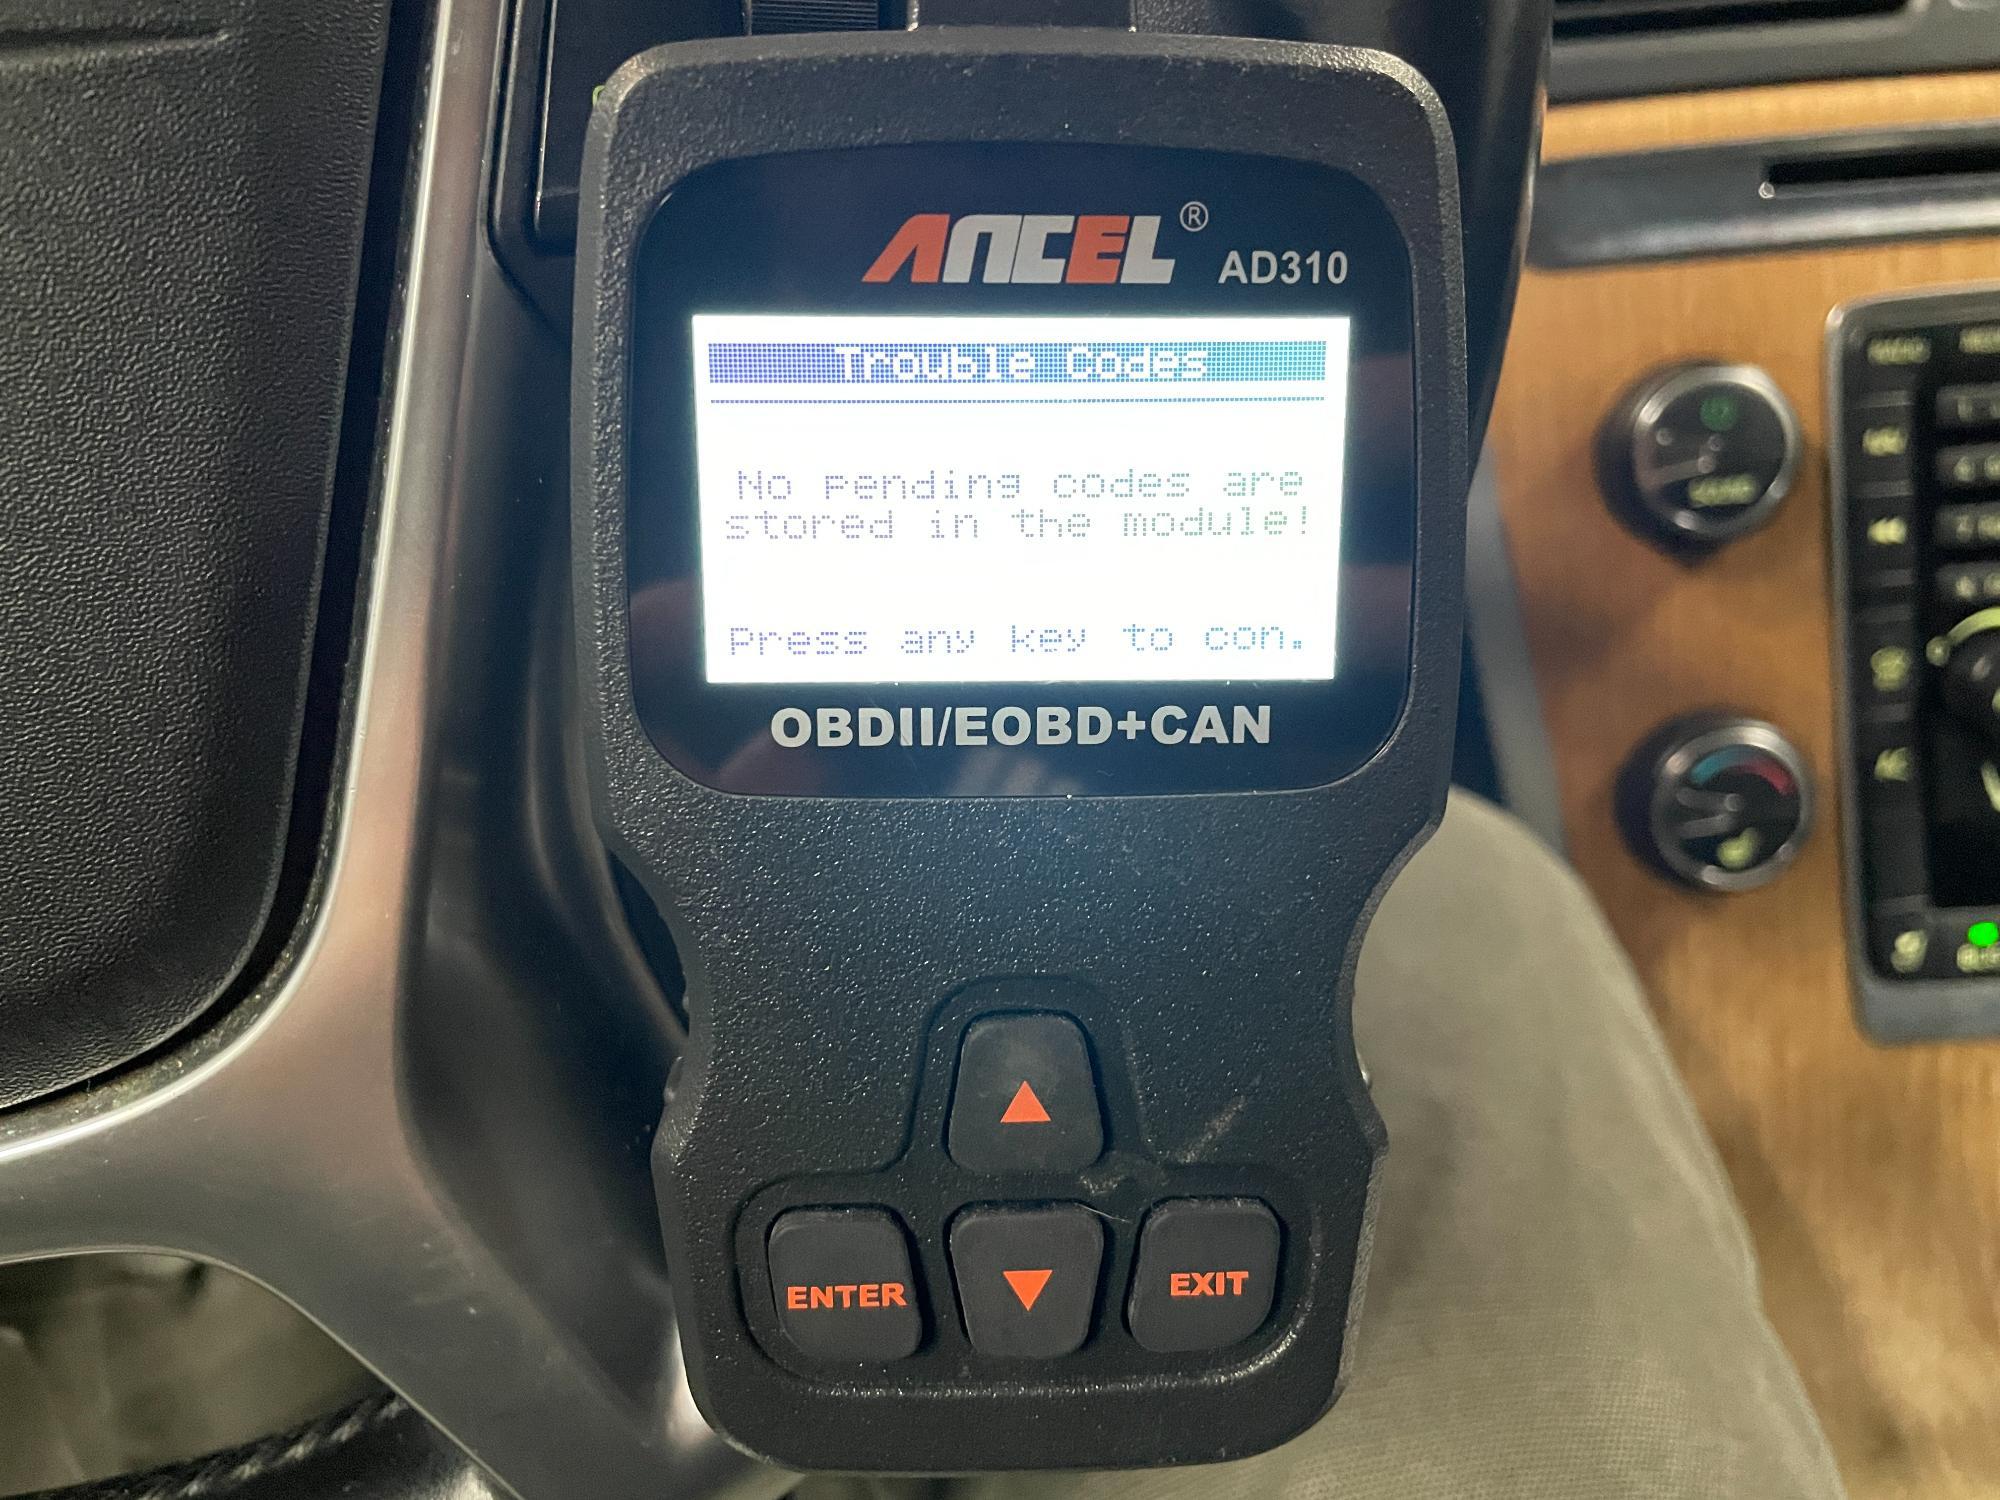 ANCEL® AD310
Trouble Codes
No pending codes are
stored in the module!
Press any key to con.
OBDII/EOBD+CAN
ENTER
EXIT